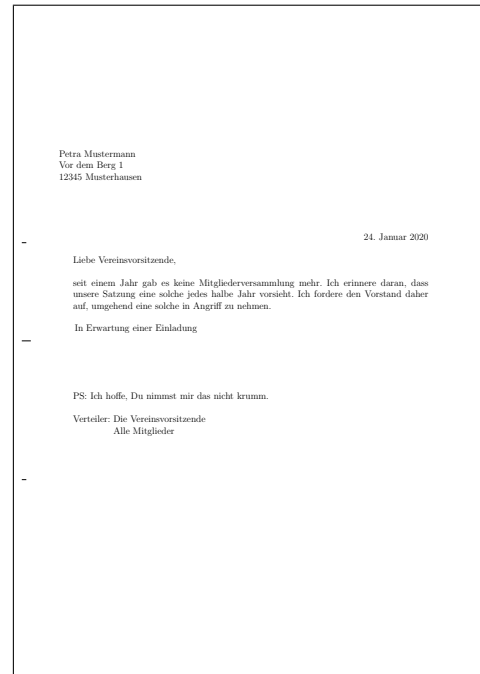 Petra Mustermann
Vor dem Berg 1
12345 Musterhausen
24. Januar 2020
Liebe Vereinsvorsitzende,
seit einem Jahr gab es keine Mitgliederversammlung mehr. Ich erinnere daran, dass
unsere Satzung eine solche jedes halbe Jahr vorsieht. Ich fordere den Vorstand daher
auf, umgehend eine solche in Angriff zu nehmen.
In Erwartung einer Einladung
PS: Ich hoffe, Du nimmst mir das nicht krumm.
Verteiler: Die Vereinsvorsitzende
Alle Mitglieder